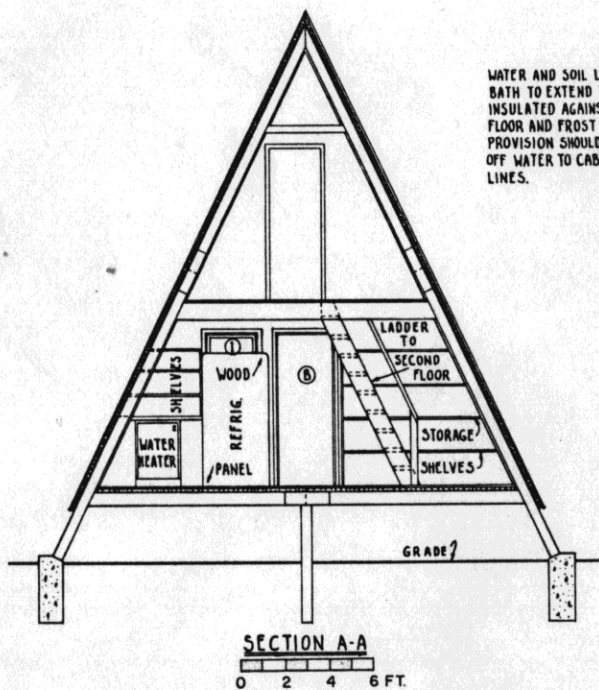 WATER AND SOIL L
BATH TO EXTEND
INSULATED AGAINS
FLOOR AND FROST
PROVISION SHOULD
OFF WATER TO CAB
LINES.
LADDER
TO
SECOND
FLOOR
1
WOOD
B
SHELVES
REFRIG.
STORAGE
WATER
HEATER
PANEL
SHELVES
GRADE
SECTION A-A
0 2 4 6 FT.